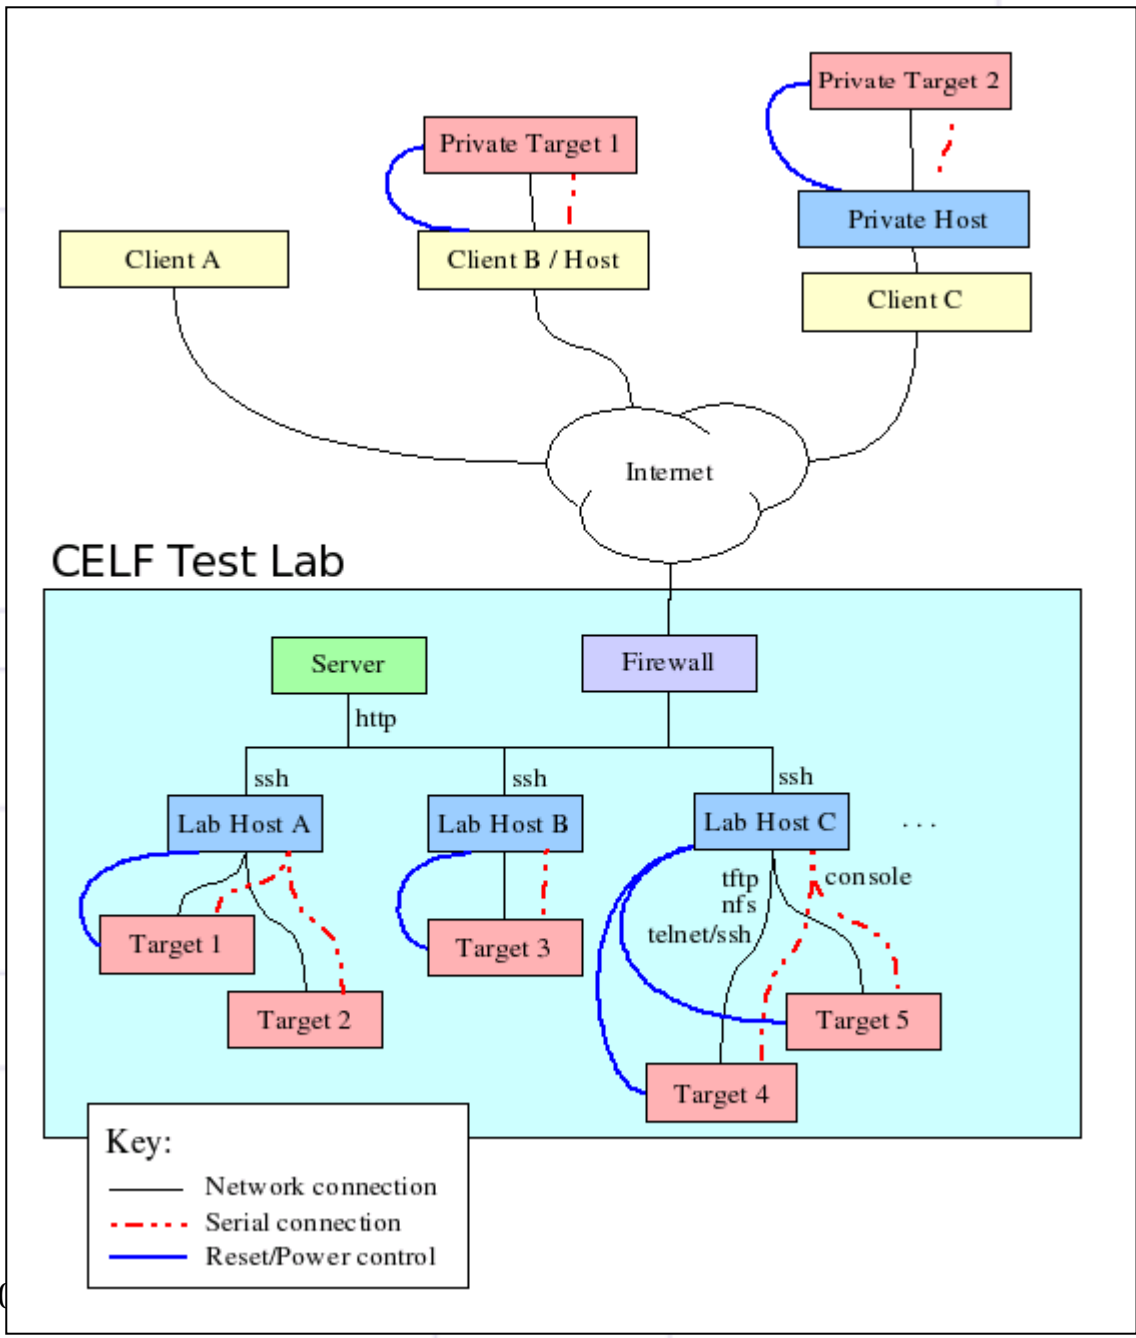 Private Target 2
Private Target 1
Private Host
Client A
Client B / Host
Client C
Internet
CELF Test Lab
Server
Firewall
http
ssh
ssh
ssh
Lab Host A
Lab Host B
Lab Host C
. . .
tftp
console
nfs
telnet/ssh
Target 1
Target 3
Target 2
Target 5
Target 4
Key:
Network connection
Serial connection
Reset/Power control